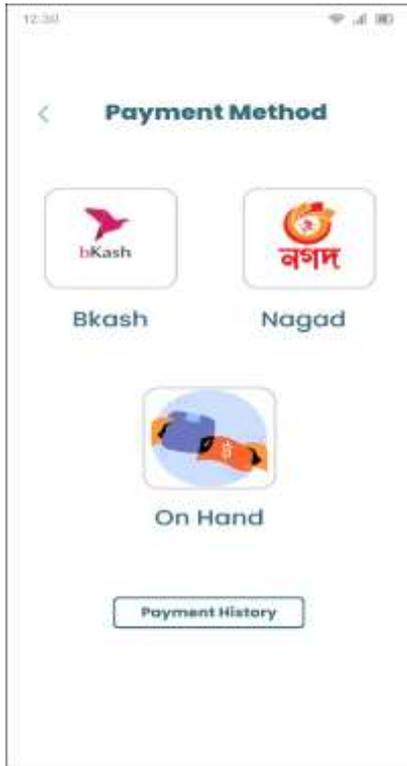 12:30
Payment Method
bKash
নগদ
Bkash
Nagad
$
On Hand
Payment History